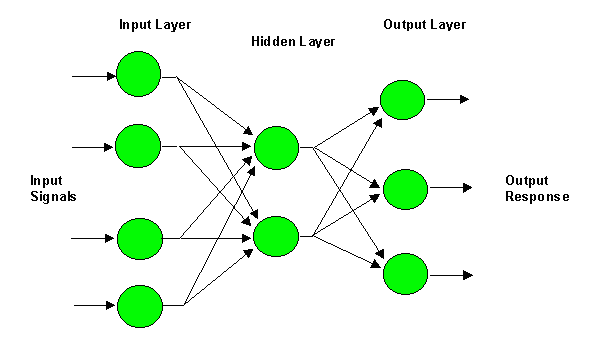 Input Layer
Hidden Layer
Output Layer
Input
Signals
Output
Response